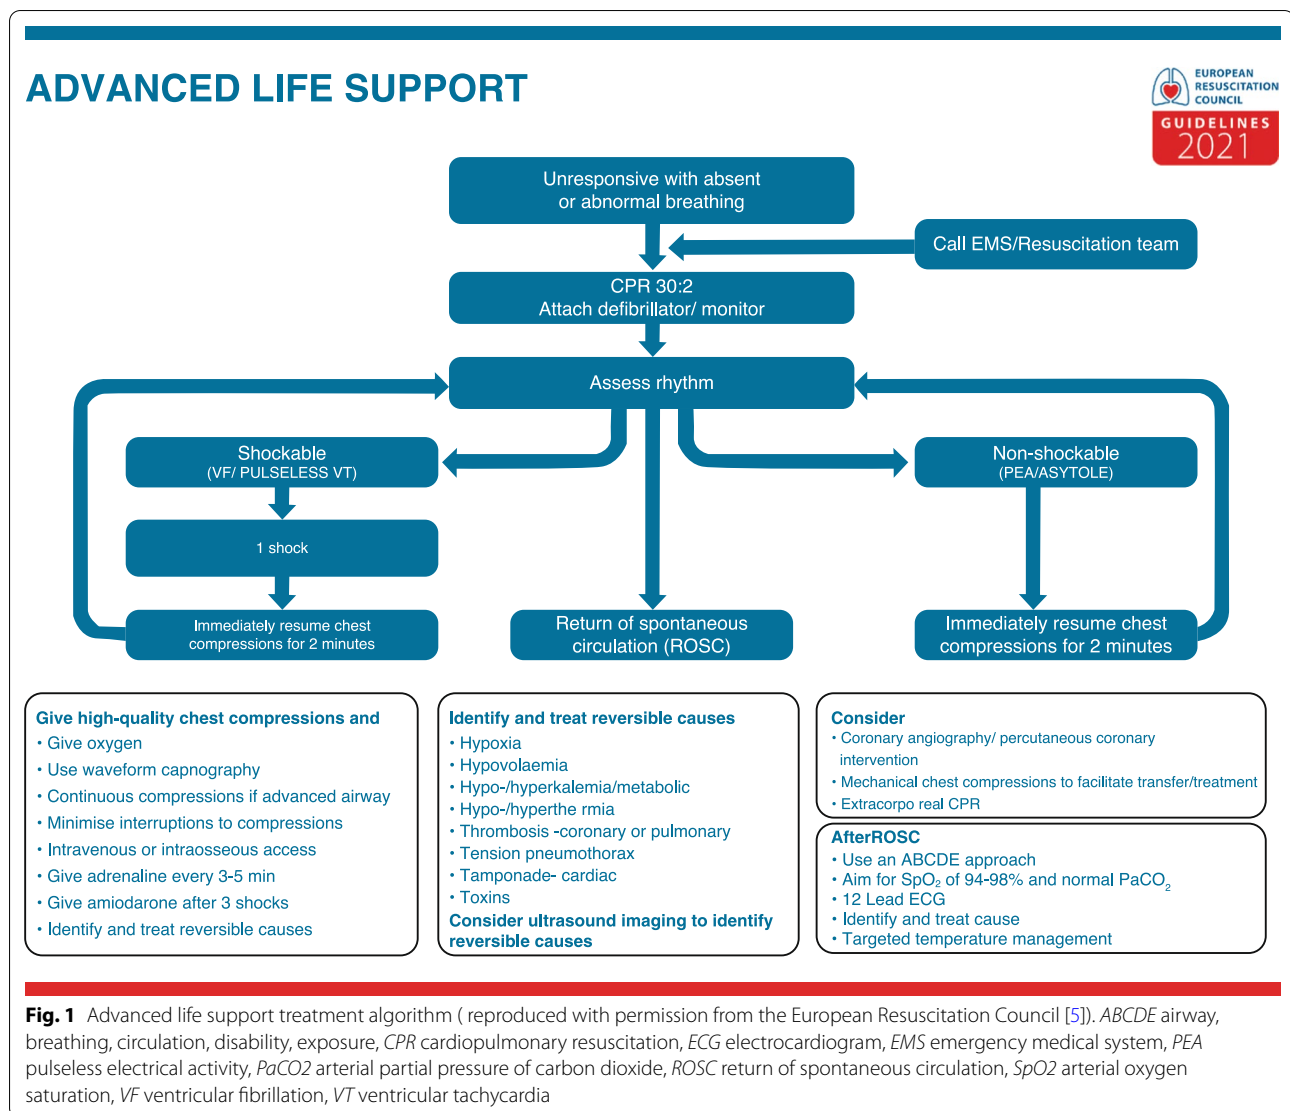 ADVANCED LIFE SUPPORT
EUROPEAN
RESUSCITATION
COUNCIL
GUIDELINES
2021
Unresponsive with absent
or abnormal breathing
Call EMS/Resuscitation team
CPR 30:2
Attach defibrillator/ monitor
Assess rhythm
Shockable
(VF/ PULSELESS VT)
Non-shockable
(PEA/ASYTOLE)
1 shock
Immediately resume chest
compressions for 2 minutes
Return of spontaneous
circulation (ROSC)
Immediately resume chest
compressions for 2 minutes
Give high-quality chest compressions and
• Give oxygen
• Use waveform capnography
• Continuous compressions if advanced airway
• Minimise interruptions to compressions
• Intravenous or intraosseous access
• Give adrenaline every 3-5 min
• Give amiodarone after 3 shocks
• Identify and treat reversible causes
Identify and treat reversible causes
• Hypoxia
• Hypovolaemia
• Hypo-/hyperkalemia/metabolic
• Hypo-/hyperthe rmia
• Thrombosis -coronary or pulmonary
• Tension pneumothorax
• Tamponade- cardiac
• Toxins
Consider ultrasound imaging to identify
reversible causes
Consider
• Coronary angiography/ percutaneous coronary
intervention
• Mechanical chest compressions to facilitate transfer/treatment
• Extracorpo real CPR
AfterROSC
• Use an ABCDE approach
• Aim for SpO₂ of 94-98% and normal PaCO₂
• 12 Lead ECG
• Identify and treat cause
• Targeted temperature management
Fig. 1 Advanced life support treatment algorithm ( reproduced with permission from the European Resuscitation Council [5]). ABCDE airway,
breathing, circulation, disability, exposure, CPR cardiopulmonary resuscitation, ECG electrocardiogram, EMS emergency medical system, PEA
pulseless electrical activity, PaCO2 arterial partial pressure of carbon dioxide, ROSC return of spontaneous circulation, SpO2 arterial oxygen
saturation, VF ventricular fibrillation, VT ventricular tachycardia